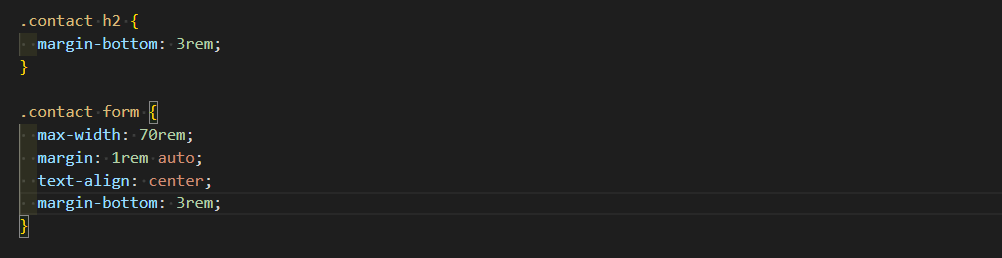 .contact h2 {
  margin-bottom: 3rem;
}

.contact form {
  max-width: 70rem;
  margin: 1rem auto;
  text-align: center;
  margin-bottom: 3rem;
}